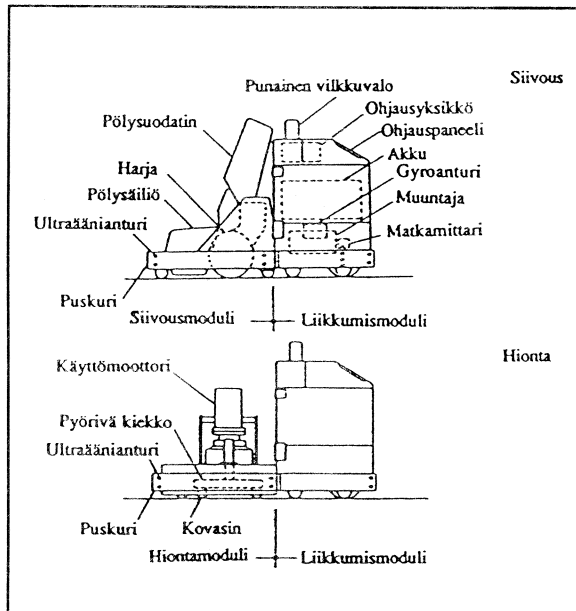 Siivous
Punainen vilkkuvalo
Ohjausyksikkö
Pölysuodatin
Ohjauspaneeli
Akku
Harja
Gyroanturi
Pölysäiliö
Muuntaja
Ultraäänianturi
Matkamittari
Puskuri
Siivousmoduli
Liikkumismoduli
Hionta
Käyttömoottori
Pyörivä kiekko
Ultraäänianturi
Puskuri
Kovasin
Hiontamoduli
Liikkumismoduli